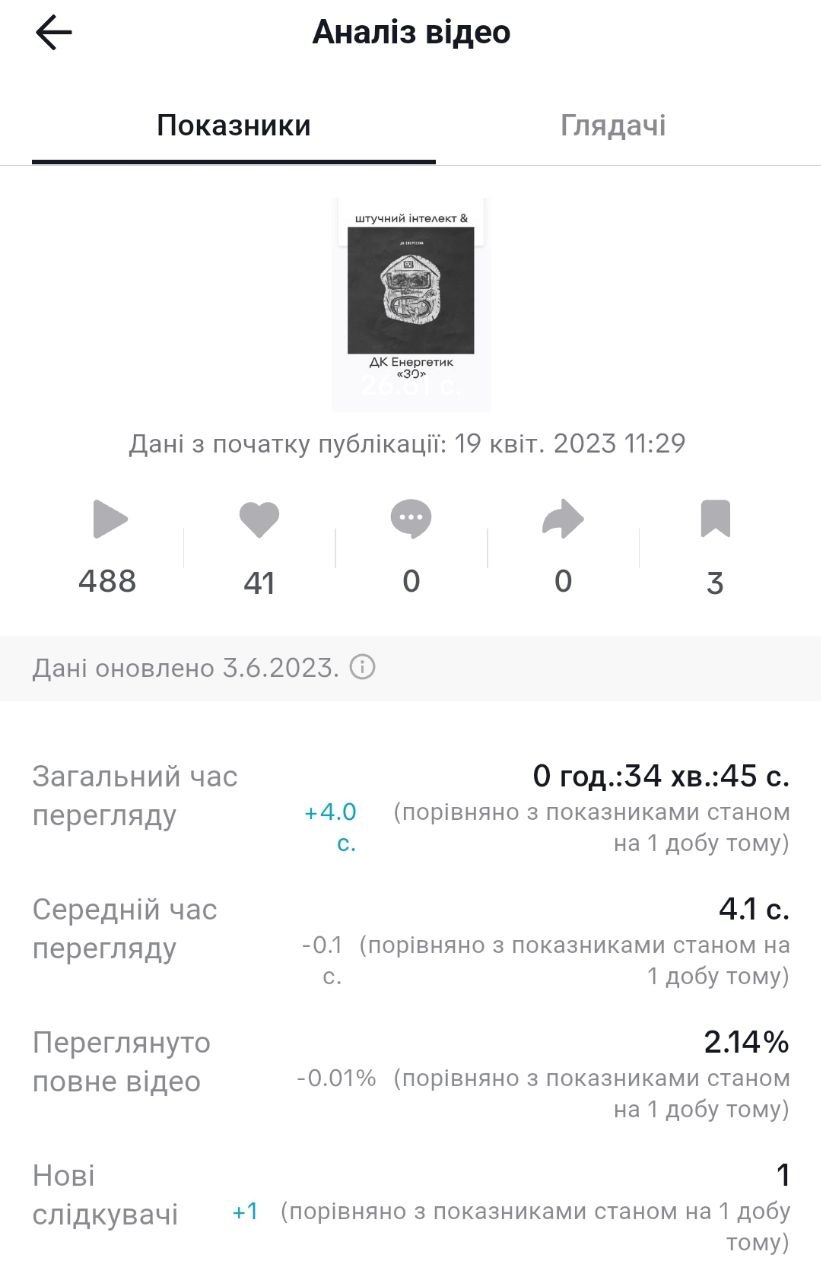 Аналіз відео
Показники
Глядачі
штучний інтелект &
ДК Енергетик
«ЗО»
26.81 с.
Дані з початку публікації: 19 квіт. 2023 11:29
488
41
0
0
3
Дані оновлено 3.6.2023.
Загальний час
перегляду
0 год.:34 хв.:45 с.
+4.0
с.
(порівняно з показниками станом
на 1 добу тому)
Середній час
перегляду
4.1 с.
-0.1
с.
(порівняно з показниками станом на
1 добу тому)
Переглянуто
повне відео
2.14%
-0.01%
(порівняно з показниками станом
на 1 добу тому)
Нові
слідкувачі
1
+1
(порівняно з показниками станом на 1 добу
тому)